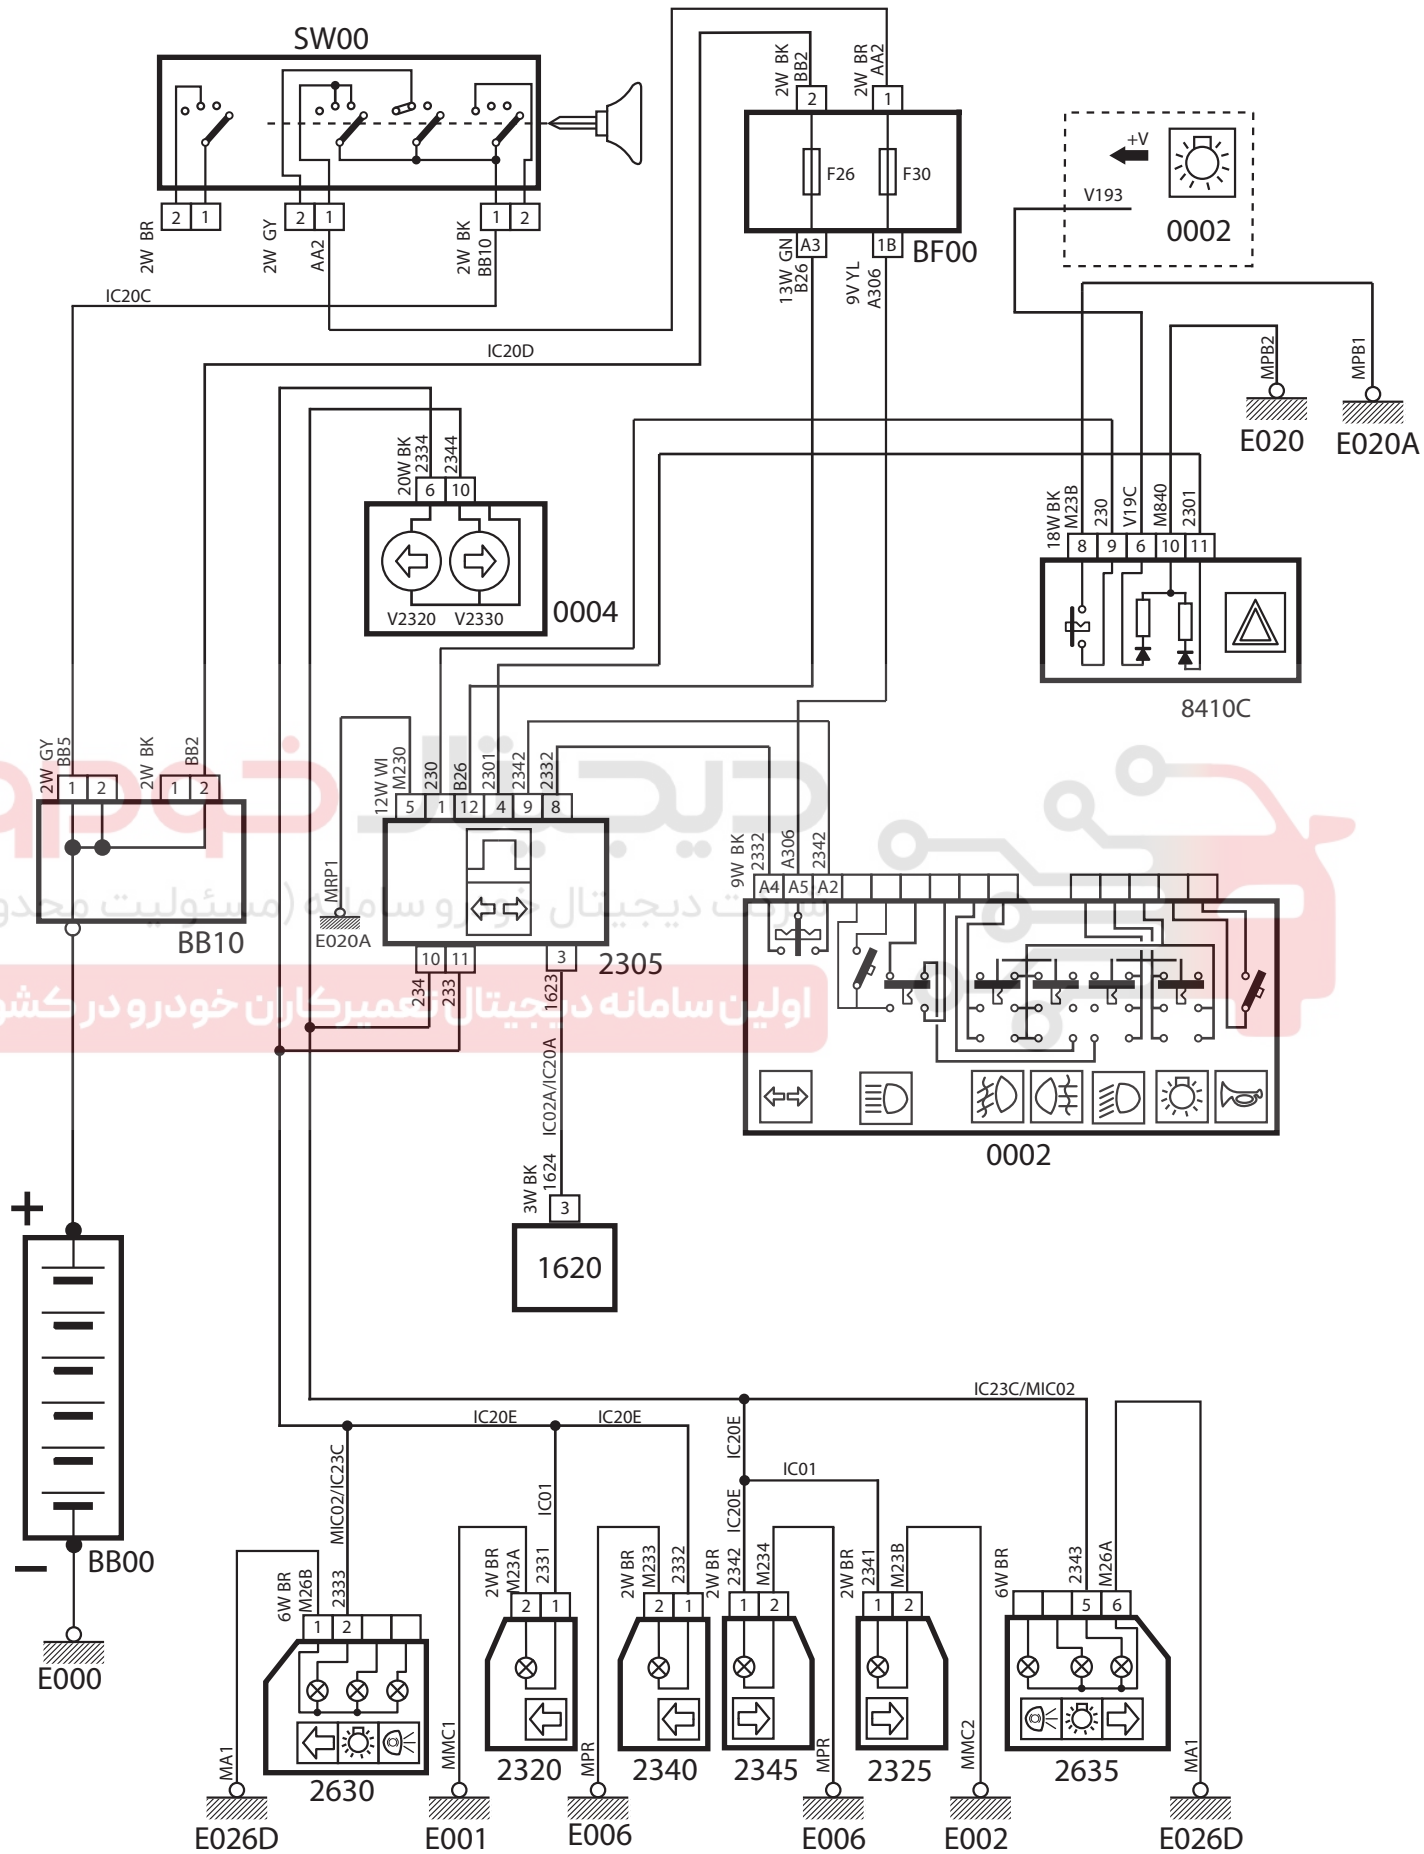 SW00
2W BR
2
1
2W GY
AA2
2
1
2W BK
BB10
1
2
IC20C
IC20D
2W BK
BB2
2W BR
AA2
2
1
F26
F30
A3
1B
BF00
13W GN
B26
9V YL
A306
+V
V193
0002
MPB2
MPB1
E020
E020A
20W BK
2334
2344
6
10
V2320
V2330
0004
18W BK
M23B
230
V19C
M840
2301
8
9
6
10
11
8410C
2W GY
BB5
2W BK
BB2
1
2
1
2
BB10
دیجیتال خودرو
شرکت دیجیتال خودرو سامانه (مسئولیت محدو
اولین سامانه دیجیتال تعمیرکاران خودرو در کشو
12W WI
M230
230
B26
2301
2342
2332
5
1
12
4
9
8
MRP1
E020A
10
11
3
2305
234
233
1623
IC02A/IC20A
9W BK
2332
A306
2342
A4
A5
A2
0002
3W BK
1624
3
1620
+
–
BB00
E000
IC23C/MIC02
IC20E
IC20E
IC20E
IC01
MIC02/IC23C
IC01
IC20E
6W BR
M26B
2333
1
2
2630
MA1
E026D
2W BR
M23A
2331
2
1
2320
MMC1
E001
2W BR
M233
2332
2
1
2340
MPR
E006
2W BR
2342
M234
1
2
2345
MPR
E006
2W BR
2341
M23B
1
2
2325
MMC2
E002
6W BR
2343
M26A
5
6
2635
MA1
E026D